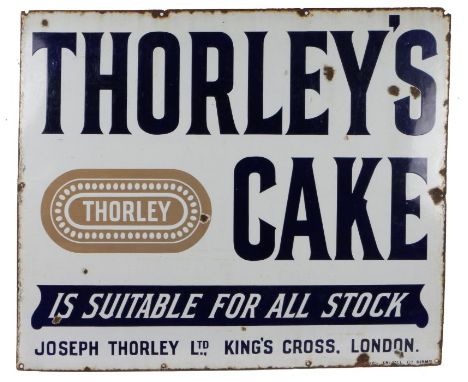 THORLEY'S
THORLEY
CAKE
IS SUITABLE FOR ALL STOCK
JOSEPH THORLEY LTD, KING'S CROSS, LONDON.